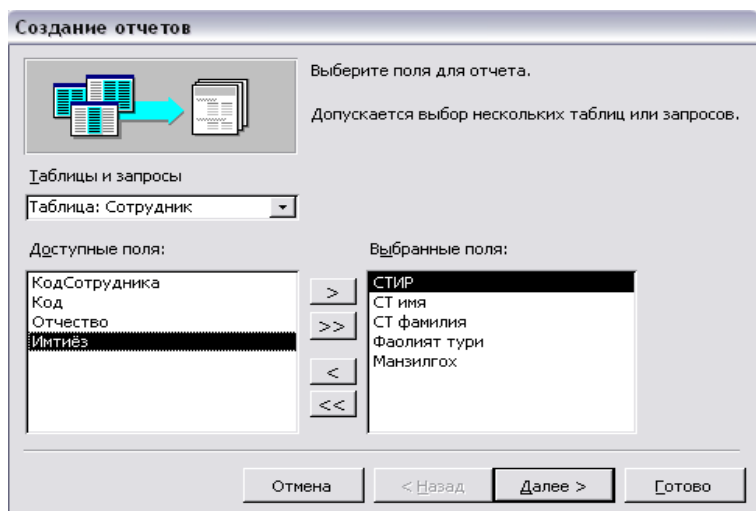 Создание отчетов
Выберите поля для отчета.
Допускается выбор нескольких таблиц или запросов.
Таблицы и запросы
Таблица: Сотрудник
Доступные поля:
КодСотрудника
Код
Отчество
Имтиёз
>
>>
<
<<
Выбранные поля:
СТИР
СТ имя
СТ фамилия
Фаолият тури
Манзилгох
Отмена
< Назад
Далее >
Готово